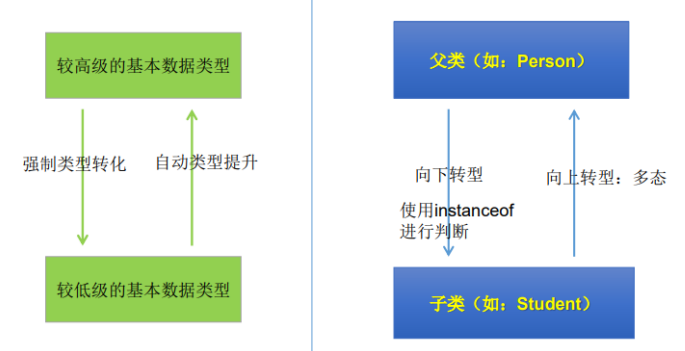 较高级的基本数据类型
强制类型转化
自动类型提升
较低级的基本数据类型
父类（如：Person）
向下转型
使用instanceof
进行判断
向上转型：多态
子类（如：Student）